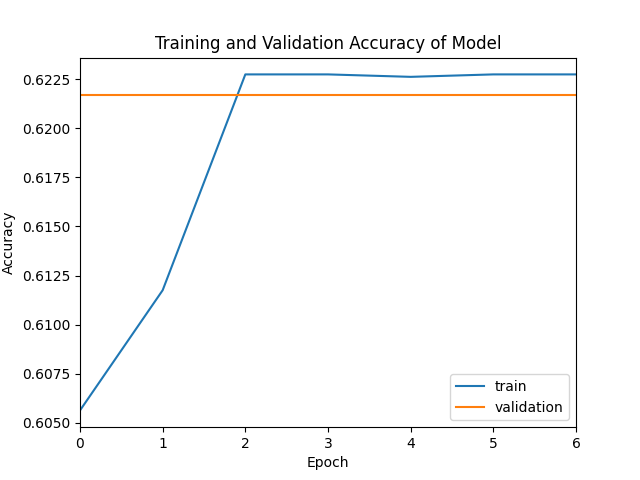 Training and Validation Accuracy of Model
0.6225
0.6200
0.6175
0.6150
0.6125
0.6100
0.6075
0.6050
Accuracy
train
validation
0 1 2 3 4 5 6
Epoch